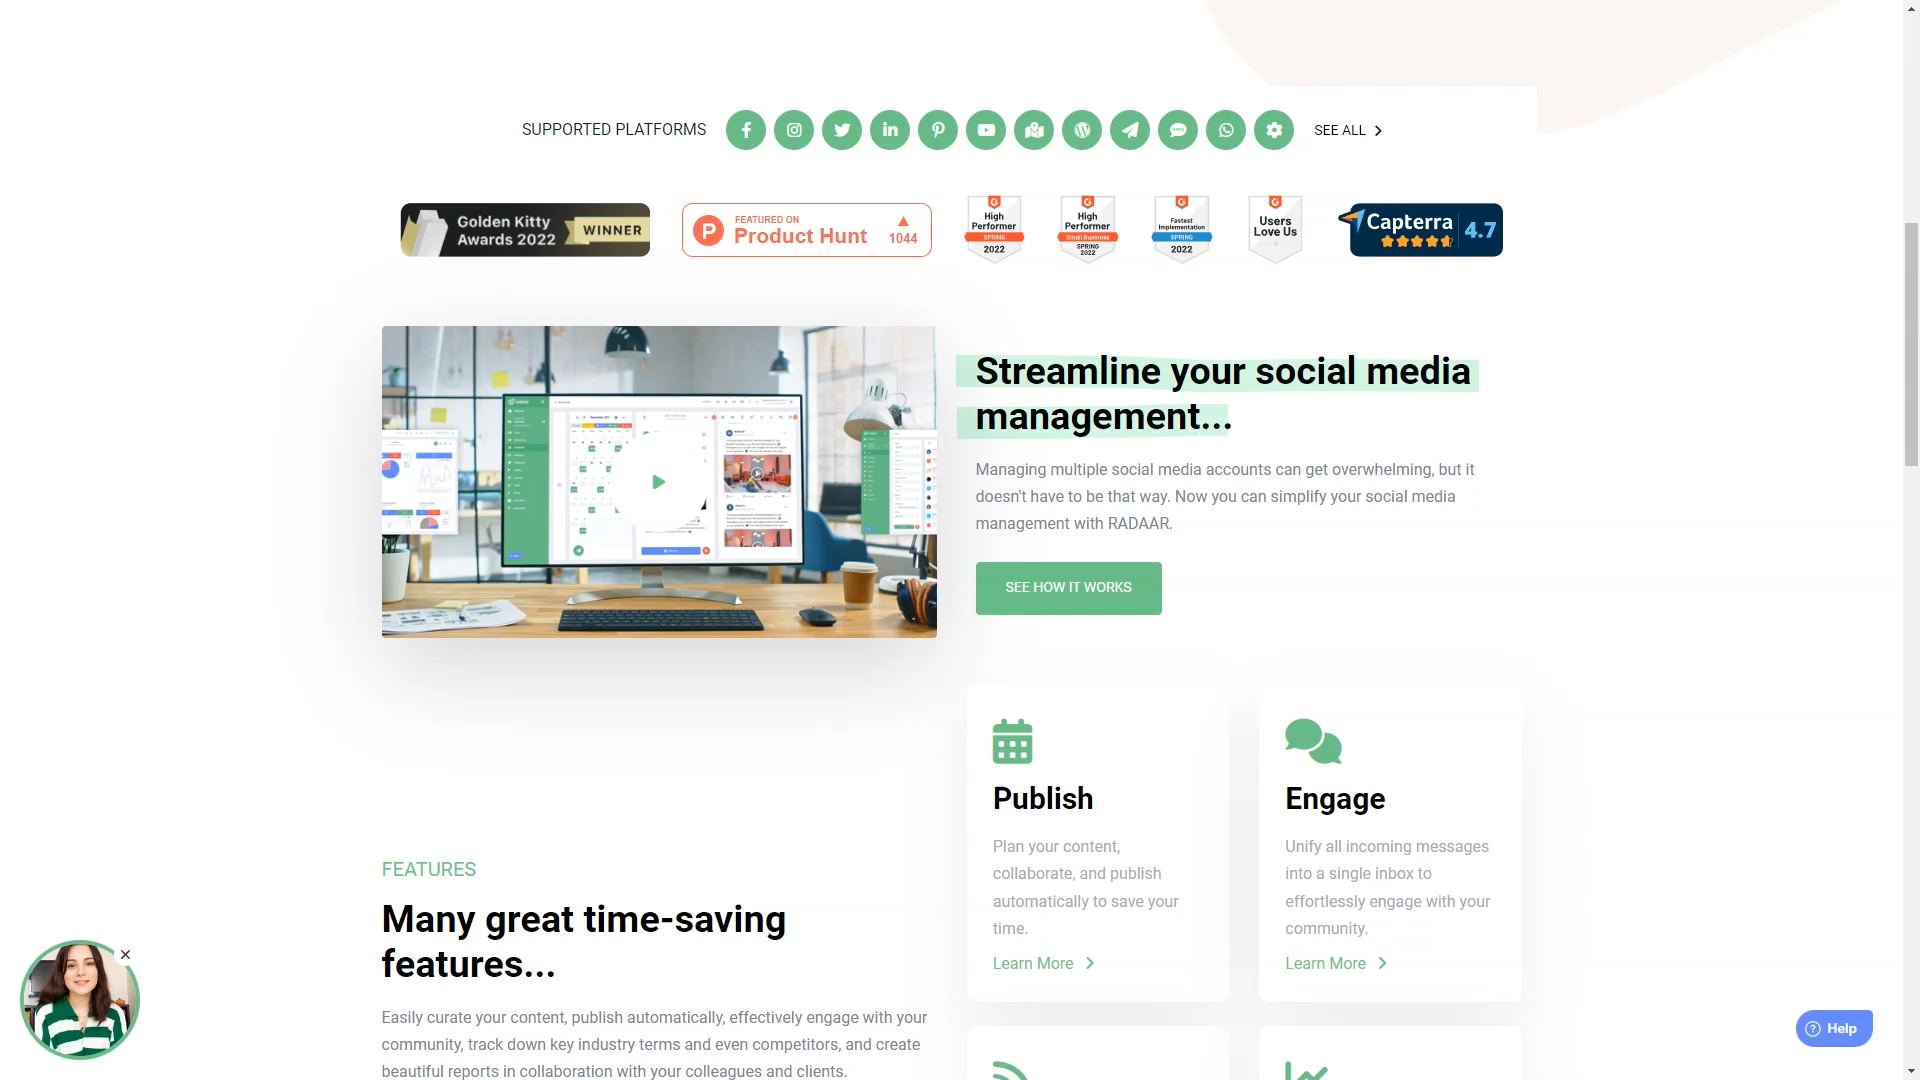 SUPPORTED PLATFORMS
SEE ALL
Golden Kitty
Awards 2022
WINNER
FEATURED ON
Product Hunt
1044
High
Performer
SPRING
2022
High
Performer
Small Business
SPRING
2022
Fastest
Implementation
SPRING
2022
Users
Love Us
Capterra
4.7
Streamline your social media
management...
Managing multiple social media accounts can get overwhelming, but it
doesn't have to be that way. Now you can simplify your social media
management with RADAAR.
SEE HOW IT WORKS
FEATURES
Many great time-saving
features...
Easily curate your content, publish automatically, effectively engage with your
community, track down key industry terms and even competitors, and create
beautiful reports in collaboration with your colleagues and clients.
Publish
Plan your content,
collaborate, and publish
automatically to save your
time.
Learn More
Engage
Unify all incoming messages
into a single inbox to
effortlessly engage with your
community.
Learn More
Help